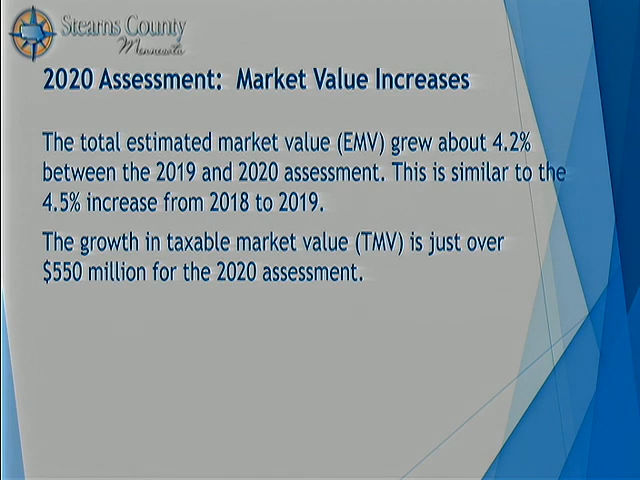 Stearns County
Minnesota
2020 Assessment: Market Value Increases
The total estimated market value (EMV) grew about 4.2%
between the 2019 and 2020 assessment. This is similar to the
4.5% increase from 2018 to 2019.
The growth in taxable market value (TMV) is just over
$550 million for the 2020 assessment.